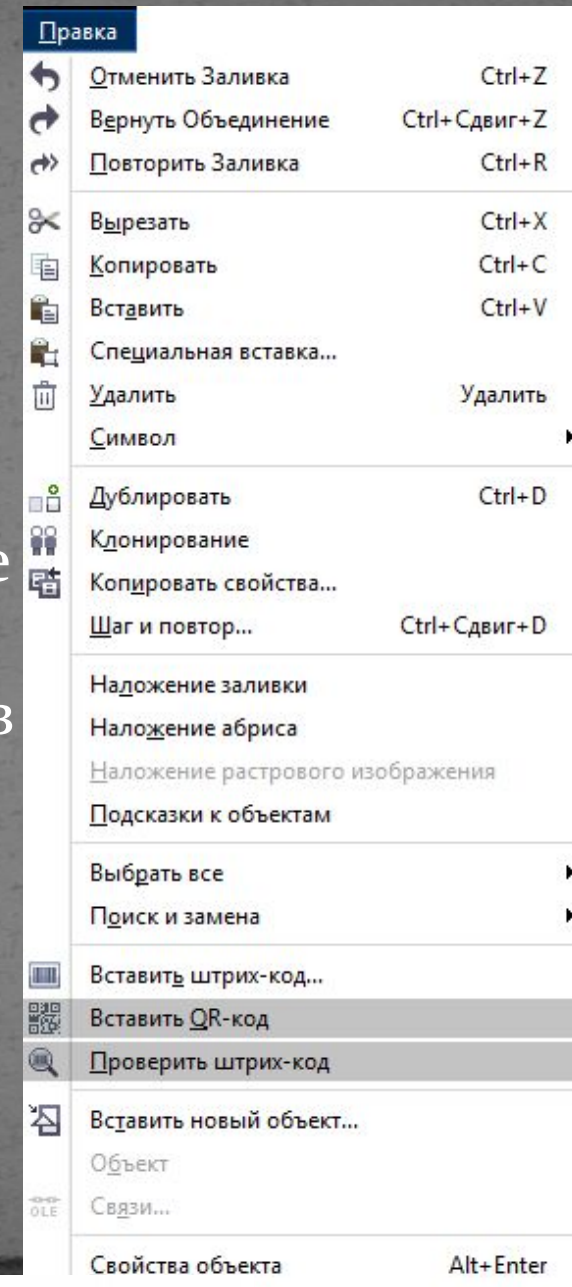 Правка
Отменить Заливка Ctrl+Z
Вернуть Объединение Ctrl+Сдвиг+Z
Повторить Заливка Ctrl+R
Вырезать Ctrl+X
Копировать Ctrl+C
Вставить Ctrl+V
Специальная вставка...
Удалить Удалить
Символ
Дублировать Ctrl+D
Клонирование
е
Копировать свойства...
Шаг и повтор... Ctrl+Сдвиг+D
Наложение заливки
в
Наложение абриса
Наложение растрового изображения
Подсказки к объектам
Выбрать все
Поиск и замена
Вставить штрих-код...
Вставить QR-код
Проверить штрих-код
Вставить новый объект...
Объект
OLE Связи...
Свойства объекта Alt+Enter